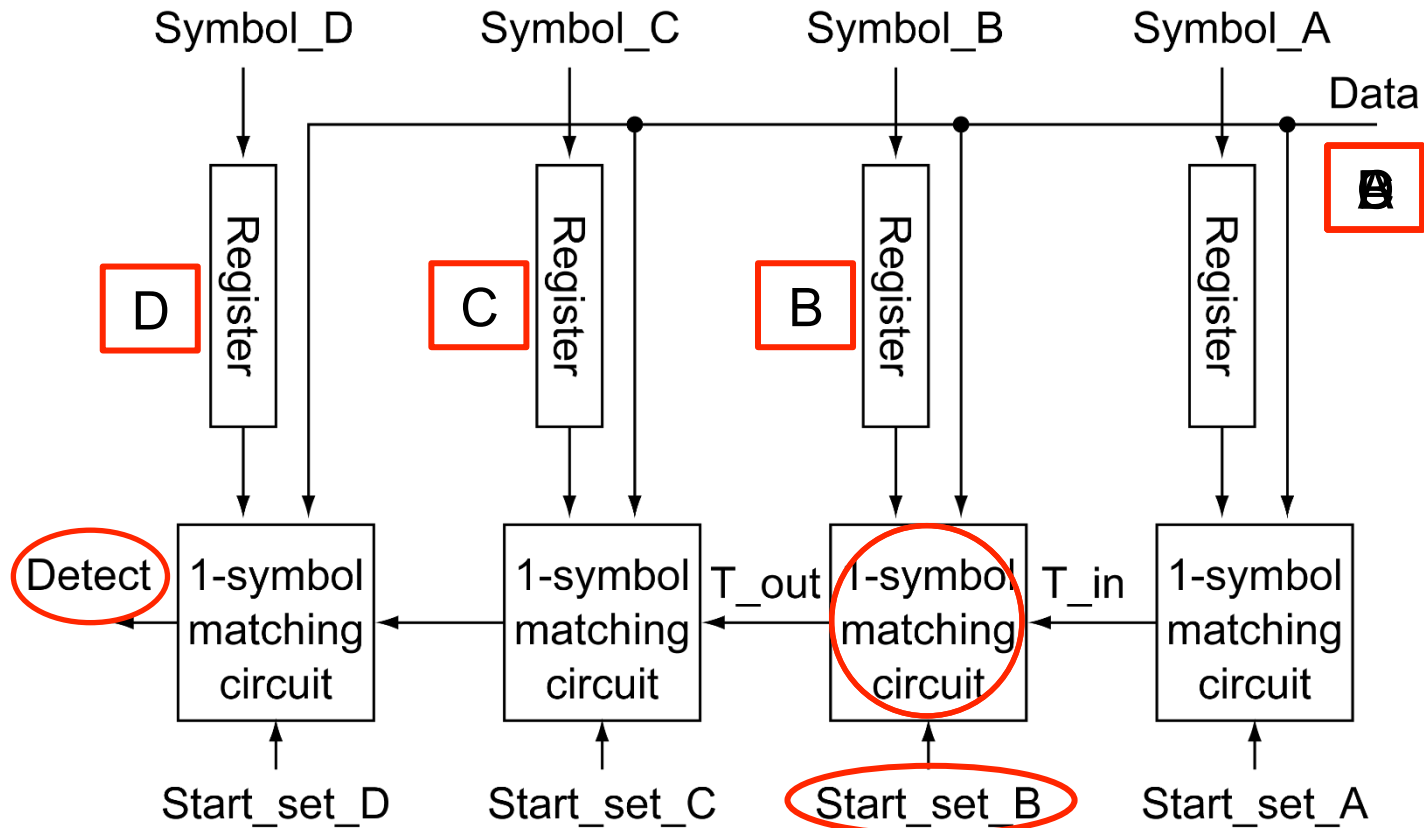 Symbol_D
Symbol_C
Symbol_B
Symbol_A
Data
Register
Register
Register
Register
D
C
B
Detect
1-symbol
matching
circuit
1-symbol
matching
circuit
T_out
1-symbol
matching
circuit
T_in
1-symbol
matching
circuit
Start_set_D
Start_set_C
Start_set_B
Start_set_A